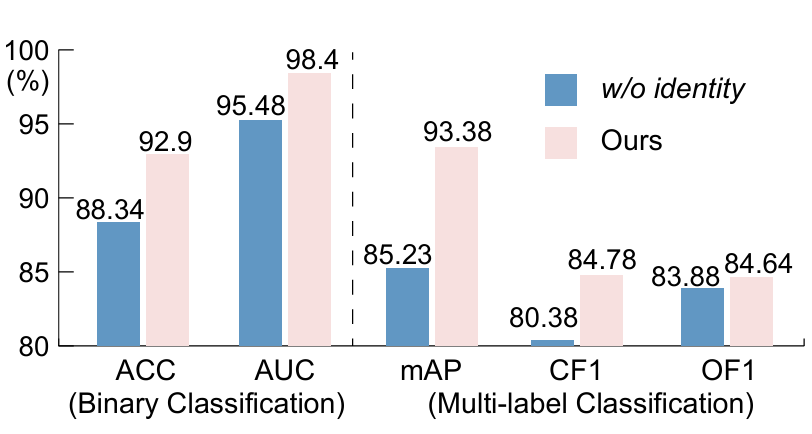 100
(%)
95
90
85
80
88.34
92.9
95.48
98.4
85.23
93.38
80.38
84.78
83.88
84.64
w/o identity
Ours
ACC
AUC
mAP
CF1
OF1
(Binary Classification)
(Multi-label Classification)